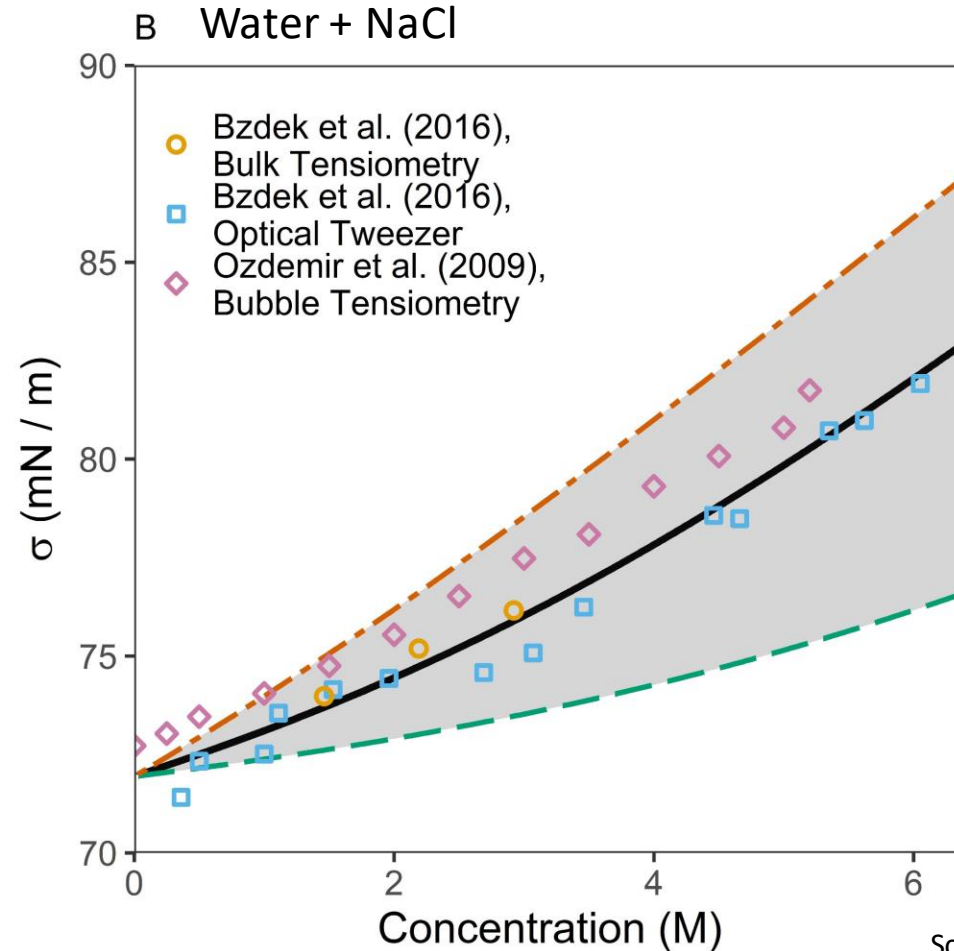 B Water + NaCl
90
Bzdek et al. (2016),
Bulk Tensiometry
Bzdek et al. (2016),
Optical Tweezer
Ozdemir et al. (2009),
Bubble Tensiometry
85
σ (mN / m)
80
75
70
0 2 4 6
Concentration (M)